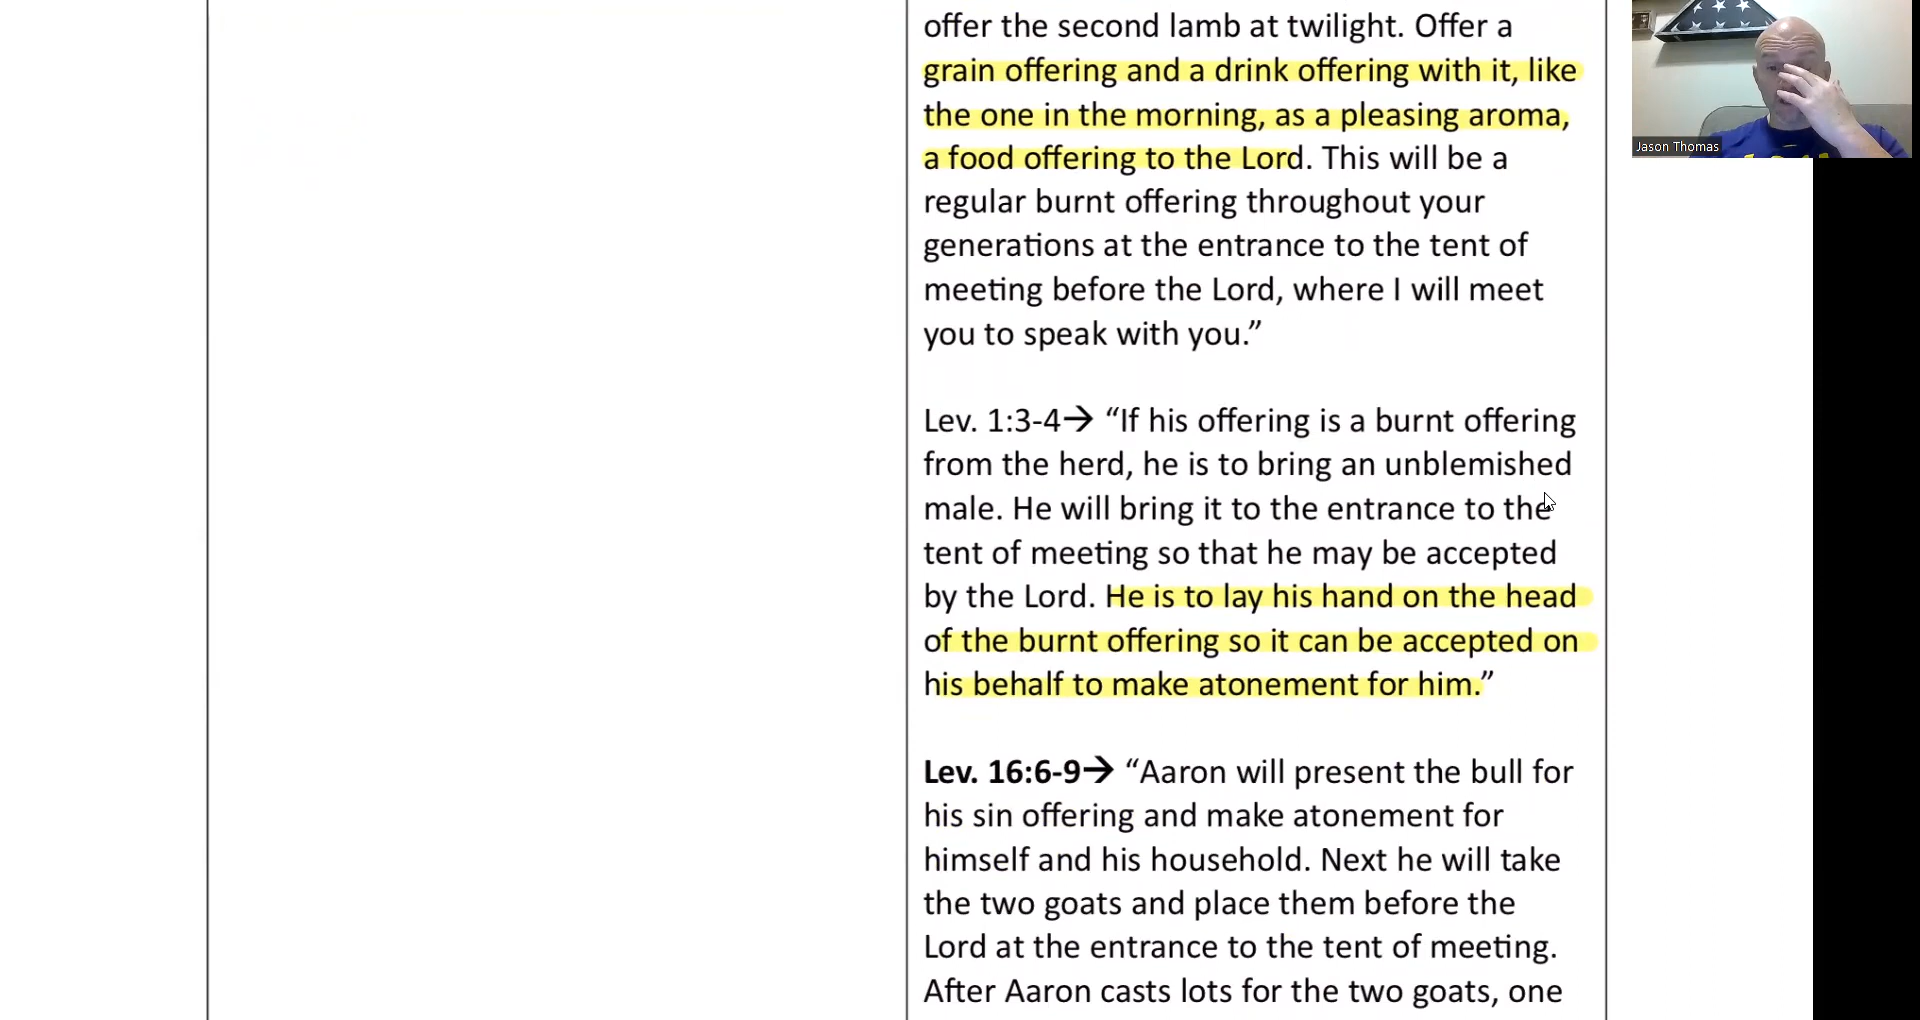 offer the second lamb at twilight. Offer a
grain offering and a drink offering with it, like
the one in the morning, as a pleasing aroma,
a food offering to the Lord. This will be a
regular burnt offering throughout your
generations at the entrance to the tent of
meeting before the Lord, where I will meet
you to speak with you.”
Lev. 1:3-4→ “If his offering is a burnt offering
from the herd, he is to bring an unblemished
male. He will bring it to the entrance to the
tent of meeting so that he may be accepted
by the Lord. He is to lay his hand on the head
of the burnt offering so it can be accepted on
his behalf to make atonement for him.”
Lev. 16:6-9→ “Aaron will present the bull for
his sin offering and make atonement for
himself and his household. Next he will take
the two goats and place them before the
Lord at the entrance to the tent of meeting.
After Aaron casts lots for the two goats, one
Jason Thomas